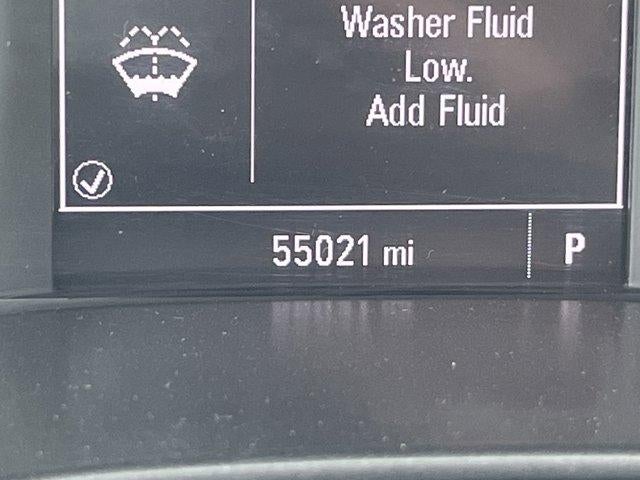 Washer Fluid
Low.
Add Fluid
55021 mi
P